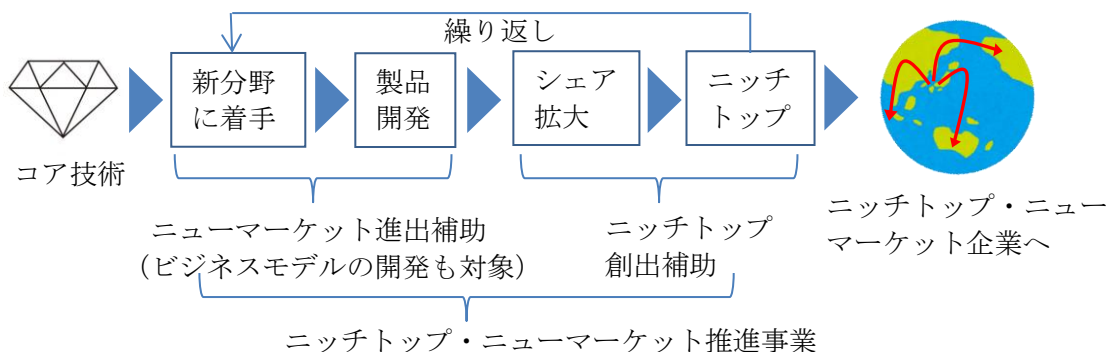 繰り返し
コア技術
新分野
に着手
製品
開発
シェア
拡大
ニッチ
トップ
ニッチトップ・ニュー
マーケット企業へ
ニューマーケット進出補助
（ビジネスモデルの開発も対象）
ニッチトップ
創出補助
ニッチトップ・ニューマーケット推進事業